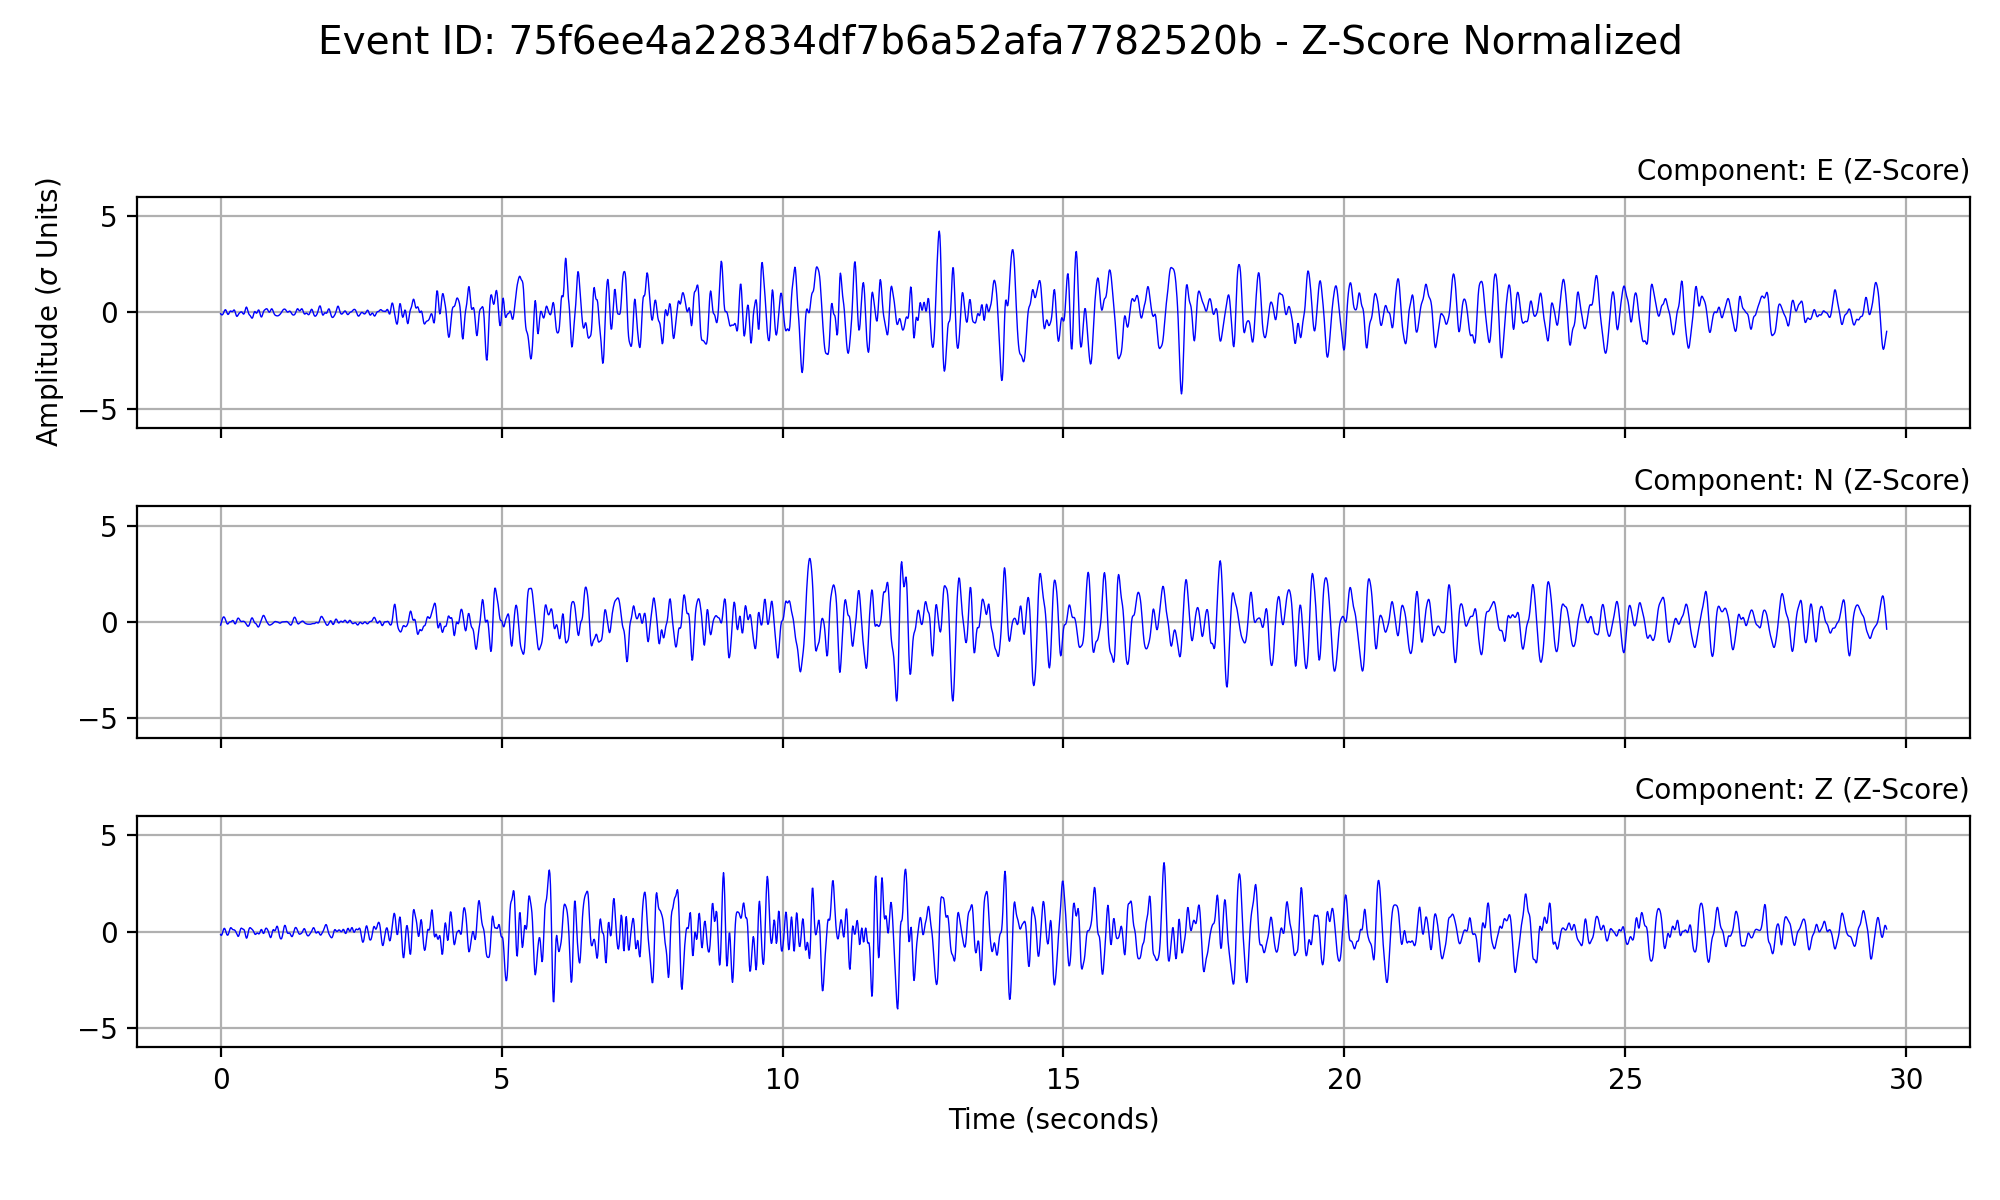 Event ID: 75f6ee4a22834df7b6a52afa7782520b - Z-Score Normalized
Component: E (Z-Score)
Amplitude (σ Units)
5
0
−5
Component: N (Z-Score)
5
0
−5
Component: Z (Z-Score)
5
0
−5
0 5 10 15 20 25 30
Time (seconds)